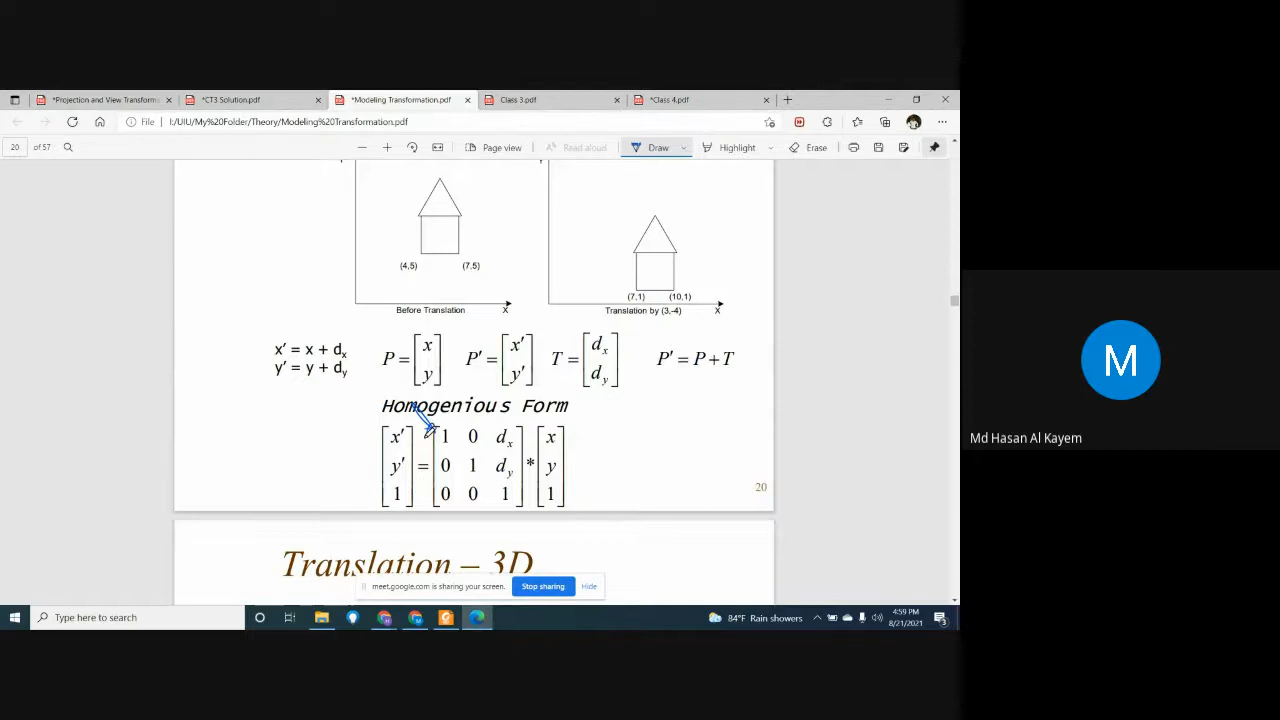 *Projection and View Transforma
*CT3 Solution.pdf
*Modeling Transformation.pdf
Class 3.pdf
*Class 4.pdf
File
I:/UIU/My%20Folder/Theory/Modeling%20Transformation.pdf
20 of 57
Page view
Read aloud
Draw
Highlight
Erase
(4,5) (7,5)
Before Translation X
(7,1) (10,1)
Translation by (3,-4) X
x' = x + dx
y' = y + dy
P = [x y] P' = [x' y'] T = [dx dy] P' = P + T
Homogenious Form
[x'] = [1 0 dx] * [x]
[y'] [0 1 dy] [y]
[1] [0 0 1] [1]
20
Translation – 3D
meet.google.com is sharing your screen. Stop sharing Hide
Type here to search
84°F Rain showers
4:59 PM
8/21/2021
3
M
Md Hasan Al Kayem